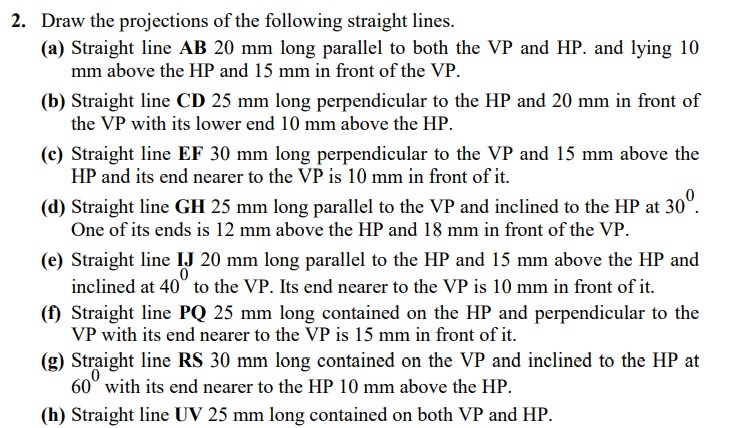 2. Draw the projections of the following straight lines.
(a) Straight line AB 20 mm long parallel to both the VP and HP. and lying 10
mm above the HP and 15 mm in front of the VP.
(b) Straight line CD 25 mm long perpendicular to the HP and 20 mm in front of
the VP with its lower end 10 mm above the HP.
(c) Straight line EF 30 mm long perpendicular to the VP and 15 mm above the
HP and its end nearer to the VP is 10 mm in front of it.
(d) Straight line GH 25 mm long parallel to the VP and inclined to the HP at 30⁰.
One of its ends is 12 mm above the HP and 18 mm in front of the VP.
(e) Straight line IJ 20 mm long parallel to the HP and 15 mm above the HP and
inclined at 40⁰ to the VP. Its end nearer to the VP is 10 mm in front of it.
(f) Straight line PQ 25 mm long contained on the HP and perpendicular to the
VP with its end nearer to the VP is 15 mm in front of it.
(g) Straight line RS 30 mm long contained on the VP and inclined to the HP at
60⁰ with its end nearer to the HP 10 mm above the HP.
(h) Straight line UV 25 mm long contained on both VP and HP.